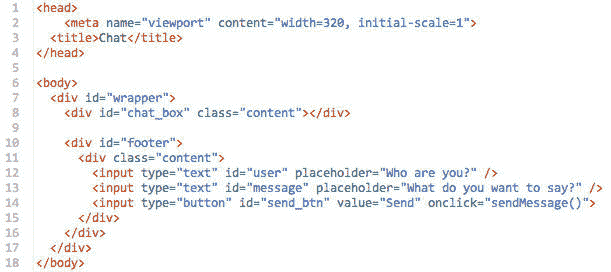 1 <head>
2     <meta name="viewport" content="width=320, initial-scale=1">
3   <title>Chat</title>
4 </head>
5
6 <body>
7   <div id="wrapper">
8     <div id="chat_box" class="content"></div>
9
10     <div id="footer">
11       <div class="content">
12         <input type="text" id="user" placeholder="Who are you?" />
13         <input type="text" id="message" placeholder="What do you want to say?" />
14         <input type="button" id="send_btn" value="Send" onclick="sendMessage()">
15       </div>
16     </div>
17   </div>
18 </body>